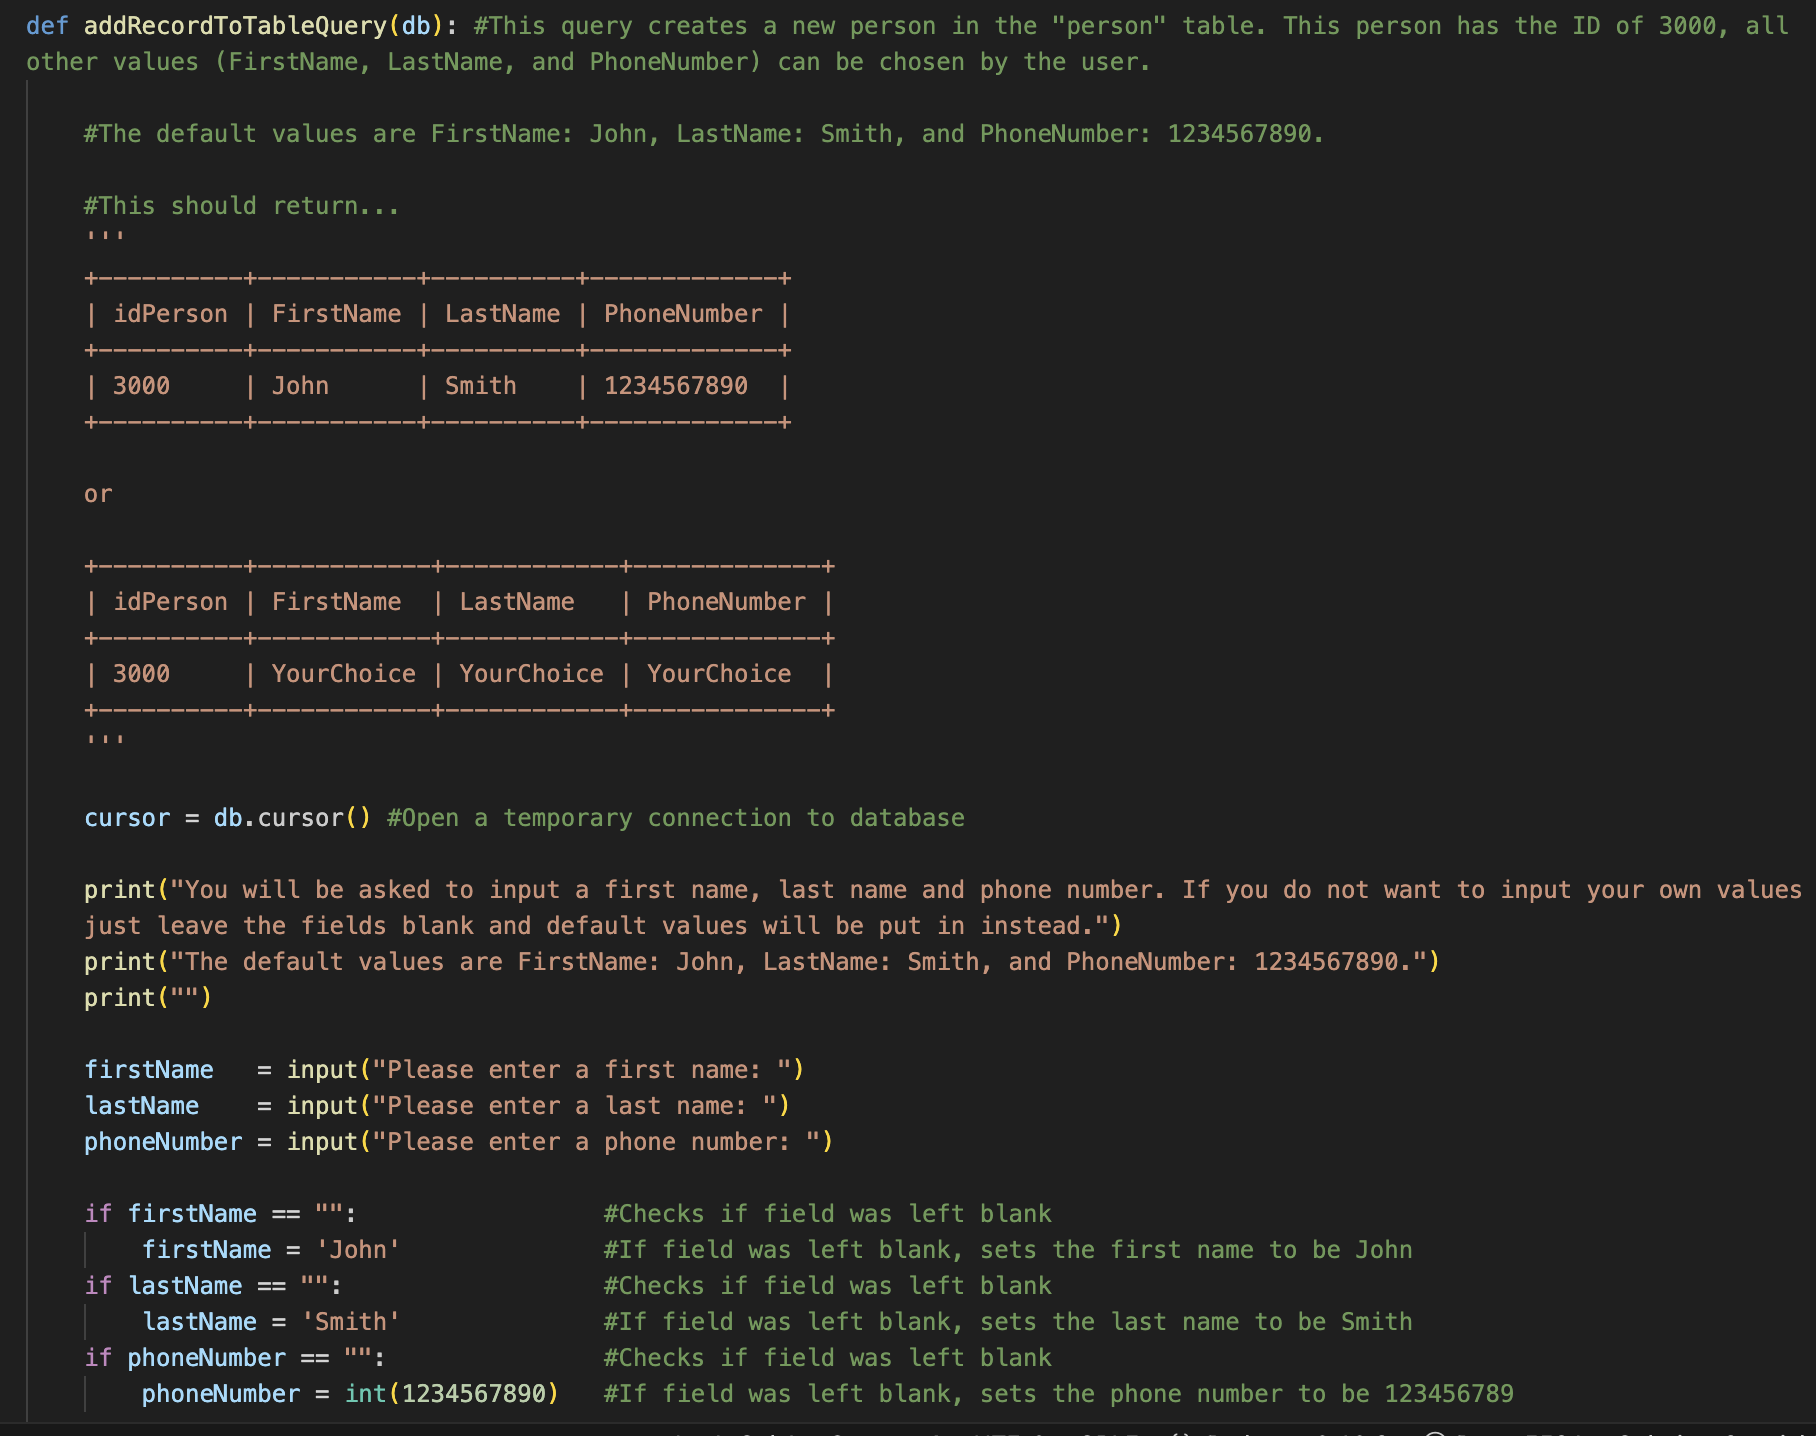 def addRecordToTableQuery(db): #This query creates a new person in the "person" table. This person has the ID of 3000, all
other values (FirstName, LastName, and PhoneNumber) can be chosen by the user.
#The default values are FirstName: John, LastName: Smith, and PhoneNumber: 1234567890.
#This should return...
'''
+----------+-----------+----------+-------------+
| idPerson | FirstName | LastName | PhoneNumber |
+----------+-----------+----------+-------------+
| 3000     | John      | Smith    | 1234567890  |
+----------+-----------+----------+-------------+
or
+----------+------------+------------+-------------+
| idPerson | FirstName  | LastName   | PhoneNumber |
+----------+------------+------------+-------------+
| 3000     | YourChoice | YourChoice | YourChoice  |
+----------+------------+------------+-------------+
'''
cursor = db.cursor() #Open a temporary connection to database
print("You will be asked to input a first name, last name and phone number. If you do not want to input your own values
just leave the fields blank and default values will be put in instead.")
print("The default values are FirstName: John, LastName: Smith, and PhoneNumber: 1234567890.")
print("")
firstName   = input("Please enter a first name: ")
lastName    = input("Please enter a last name: ")
phoneNumber = input("Please enter a phone number: ")
if firstName == "":                 #Checks if field was left blank
    firstName = 'John'              #If field was left blank, sets the first name to be John
if lastName == "":                  #Checks if field was left blank
    lastName = 'Smith'              #If field was left blank, sets the last name to be Smith
if phoneNumber == "":               #Checks if field was left blank
    phoneNumber = int(1234567890)   #If field was left blank, sets the phone number to be 123456789